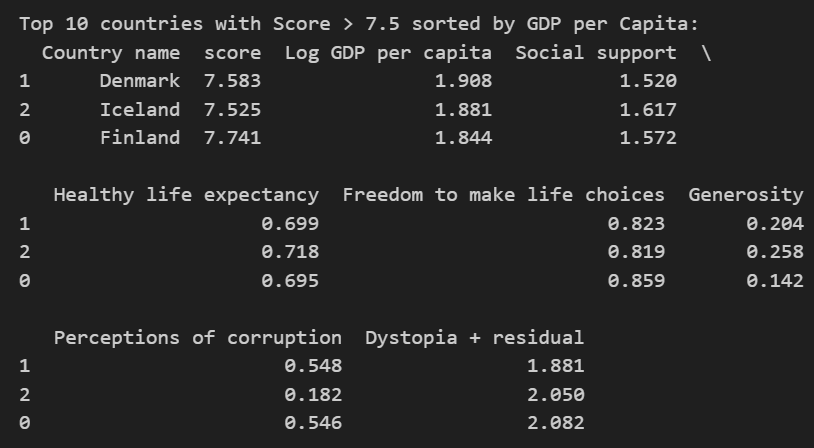 Top 10 countries with Score > 7.5 sorted by GDP per Capita:
  Country name  score  Log GDP per capita  Social support  \
1      Denmark  7.583               1.908           1.520
2      Iceland  7.525               1.881           1.617
0      Finland  7.741               1.844           1.572

   Healthy life expectancy  Freedom to make life choices  Generosity
1                    0.699                         0.823       0.204
2                    0.718                         0.819       0.258
0                    0.695                         0.859       0.142

   Perceptions of corruption  Dystopia + residual
1                      0.548                1.881
2                      0.182                2.050
0                      0.546                2.082